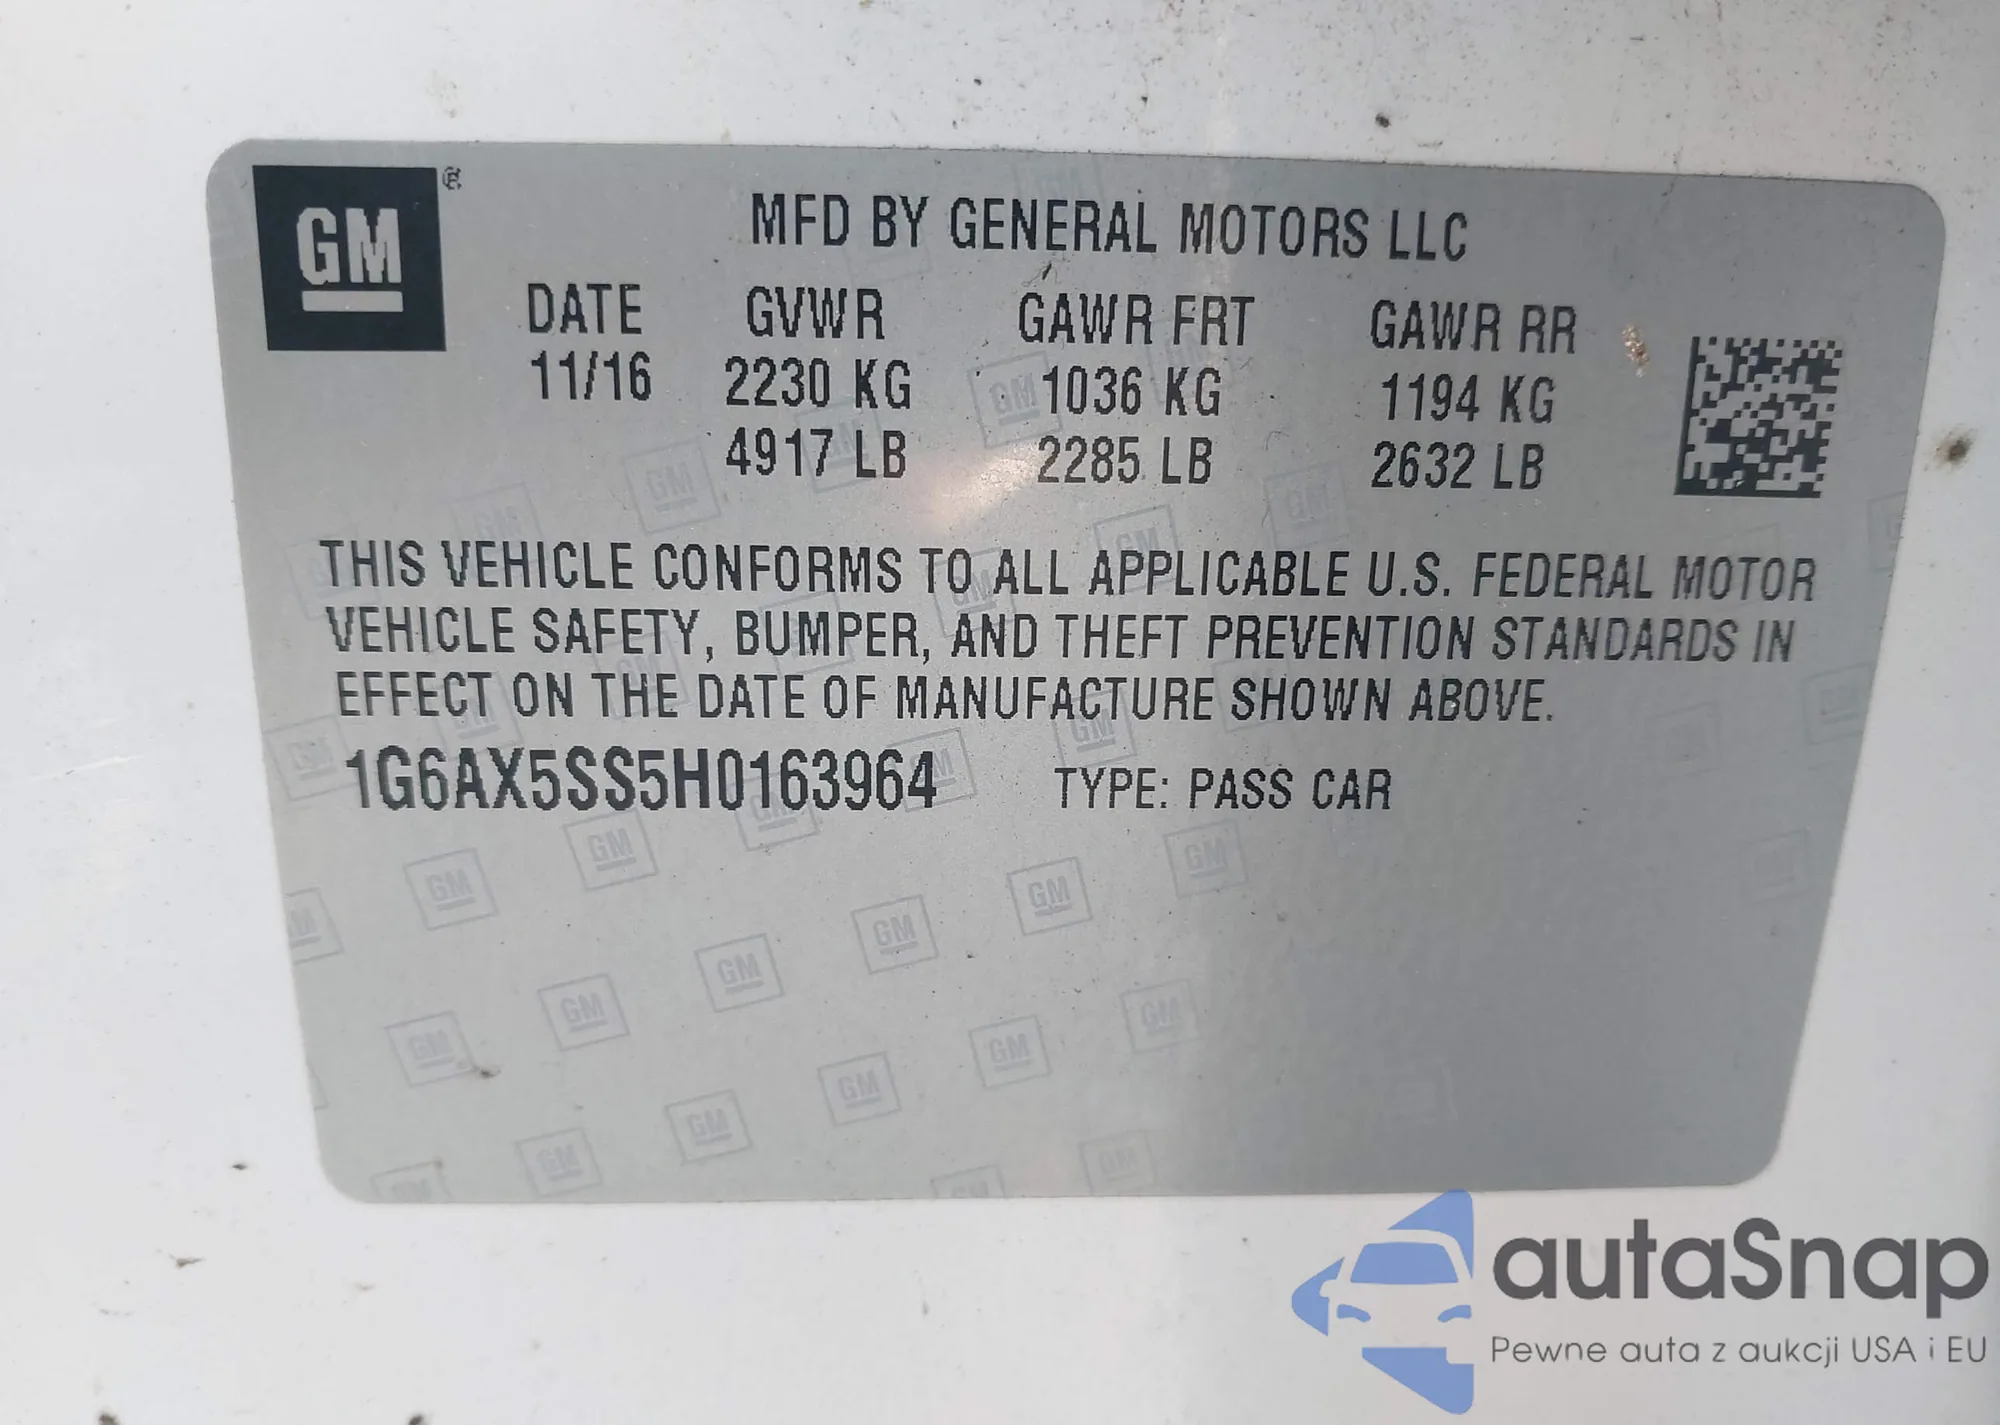 GM
MFD BY GENERAL MOTORS LLC
DATE GVWR GAWR FRT GAWR RR
11/16 2230 KG 1036 KG 1194 KG
4917 LB 2285 LB 2632 LB
THIS VEHICLE CONFORMS TO ALL APPLICABLE U.S. FEDERAL MOTOR
VEHICLE SAFETY, BUMPER, AND THEFT PREVENTION STANDARDS IN
EFFECT ON THE DATE OF MANUFACTURE SHOWN ABOVE.
1G6AX5SS5H0163964 TYPE: PASS CAR
autaSnap
Pewne auta z aukcji USA i EU